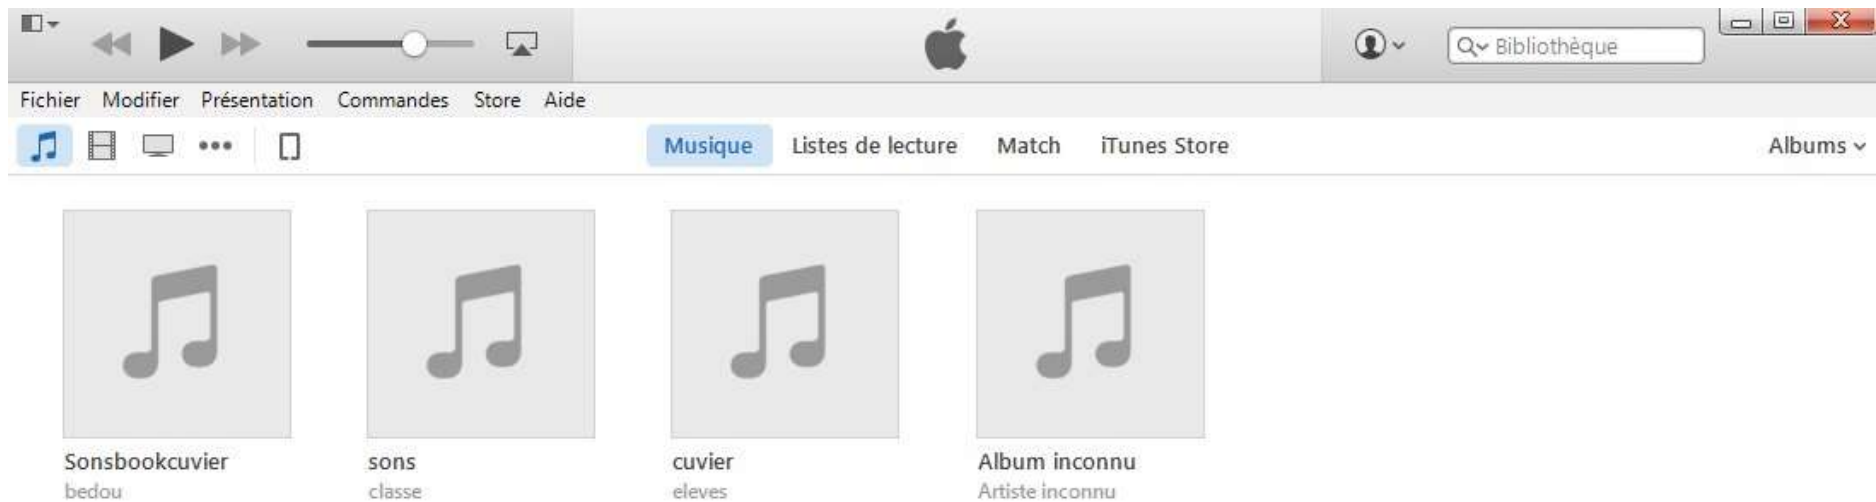 Bibliothèque
Fichier Modifier Présentation Commandes Store Aide
Musique Listes de lecture Match iTunes Store Albums
Sonsbookcuvier sons cuvier Album inconnu
bedou classe eleves Artiste inconnu